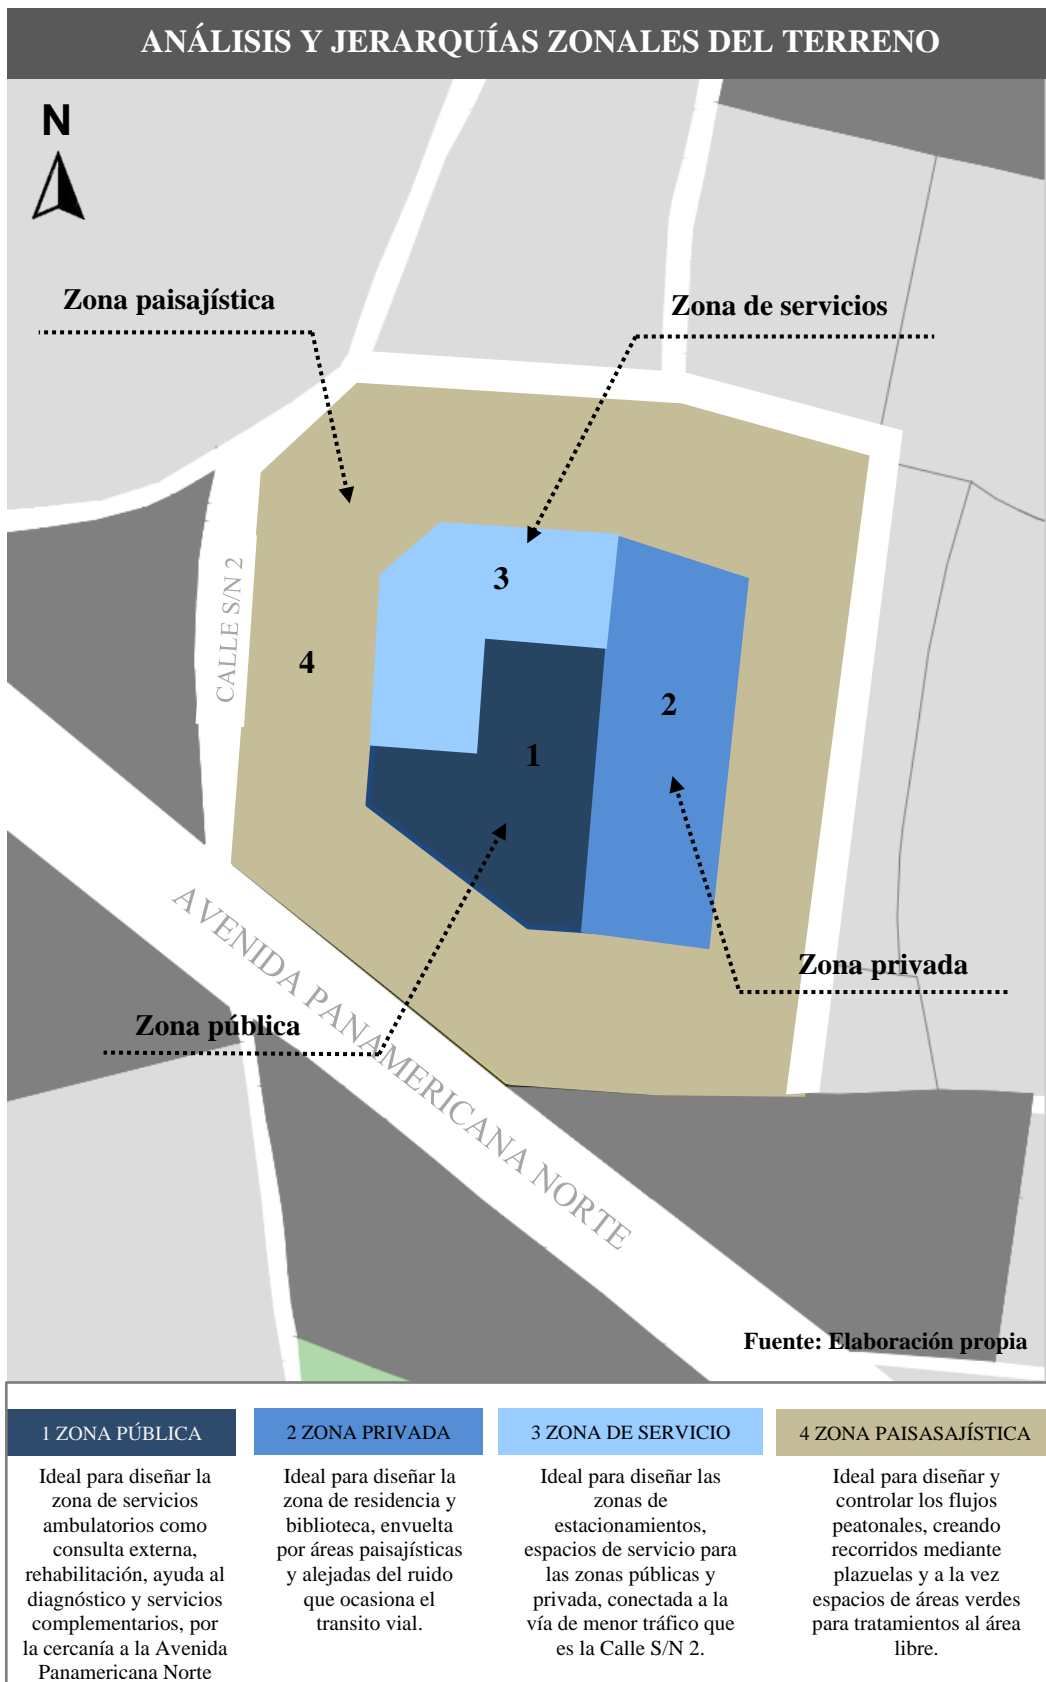 ANÁLISIS Y JERARQUÍAS ZONALES DEL TERRENO
N
Zona paisajística
Zona de servicios
3
CALLE S/N 2
4
2
1
AVENIDA PANAMERICANA NORTE
Zona privada
Zona pública
Fuente: Elaboración propia
1 ZONA PÚBLICA
Ideal para diseñar la
zona de servicios
ambulatorios como
consulta externa,
rehabilitación, ayuda al
diagnóstico y servicios
complementarios, por
la cercanía a la Avenida
Panamericana Norte
2 ZONA PRIVADA
Ideal para diseñar la
zona de residencia y
biblioteca, envuelta
por áreas paisajísticas
y alejadas del ruido
que ocasiona el
transito vial.
3 ZONA DE SERVICIO
Ideal para diseñar las
zonas de
estacionamientos,
espacios de servicio para
las zonas públicas y
privada, conectada a la
vía de menor tráfico que
es la Calle S/N 2.
4 ZONA PAISASAJÍSTICA
Ideal para diseñar y
controlar los flujos
peatonales, creando
recorridos mediante
plazuelas y a la vez
espacios de áreas verdes
para tratamientos al área
libre.